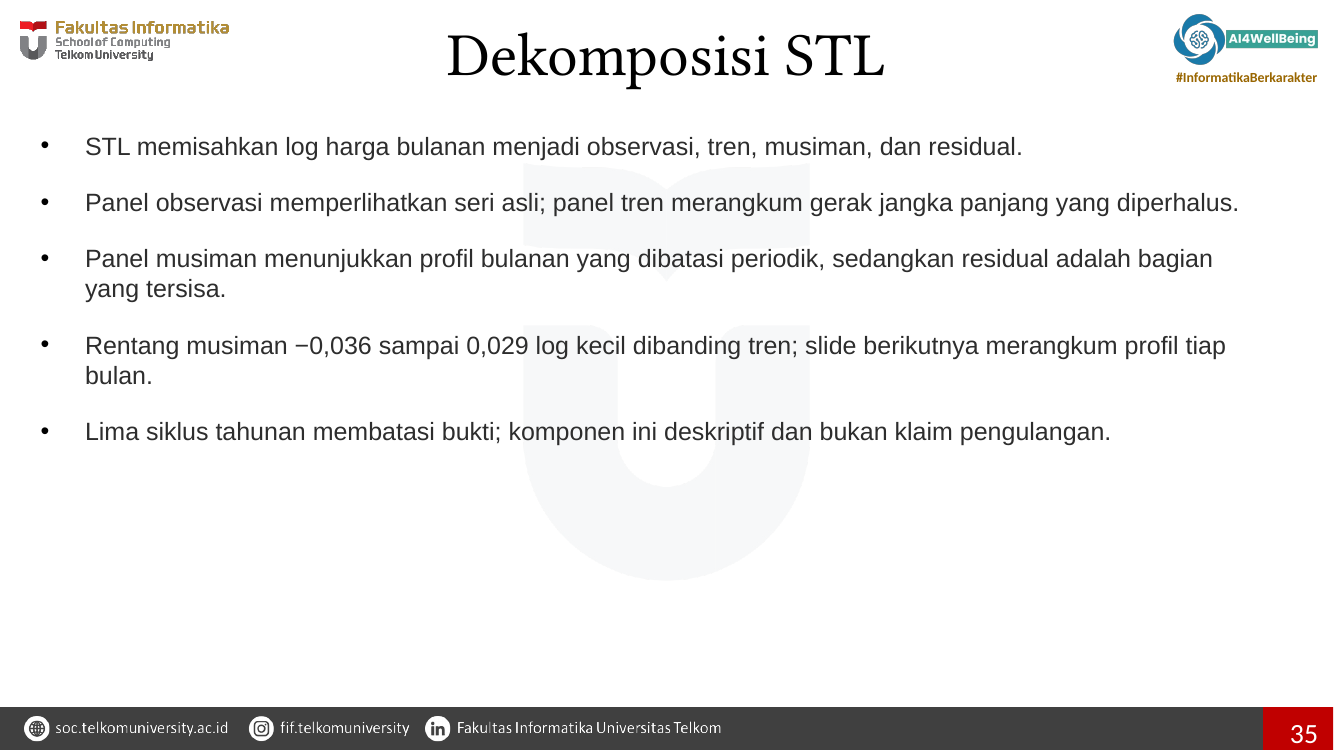 Fakultas Informatika
School of Computing
Telkom University
Dekomposisi STL
AI4WellBeing
#InformatikaBerkarakter
• STL memisahkan log harga bulanan menjadi observasi, tren, musiman, dan residual.
• Panel observasi memperlihatkan seri asli; panel tren merangkum gerak jangka panjang yang diperhalus.
• Panel musiman menunjukkan profil bulanan yang dibatasi periodik, sedangkan residual adalah bagian
yang tersisa.
• Rentang musiman −0,036 sampai 0,029 log kecil dibanding tren; slide berikutnya merangkum profil tiap
bulan.
• Lima siklus tahunan membatasi bukti; komponen ini deskriptif dan bukan klaim pengulangan.
soc.telkomuniversity.ac.id fif.telkomuniversity in Fakultas Informatika Universitas Telkom
35